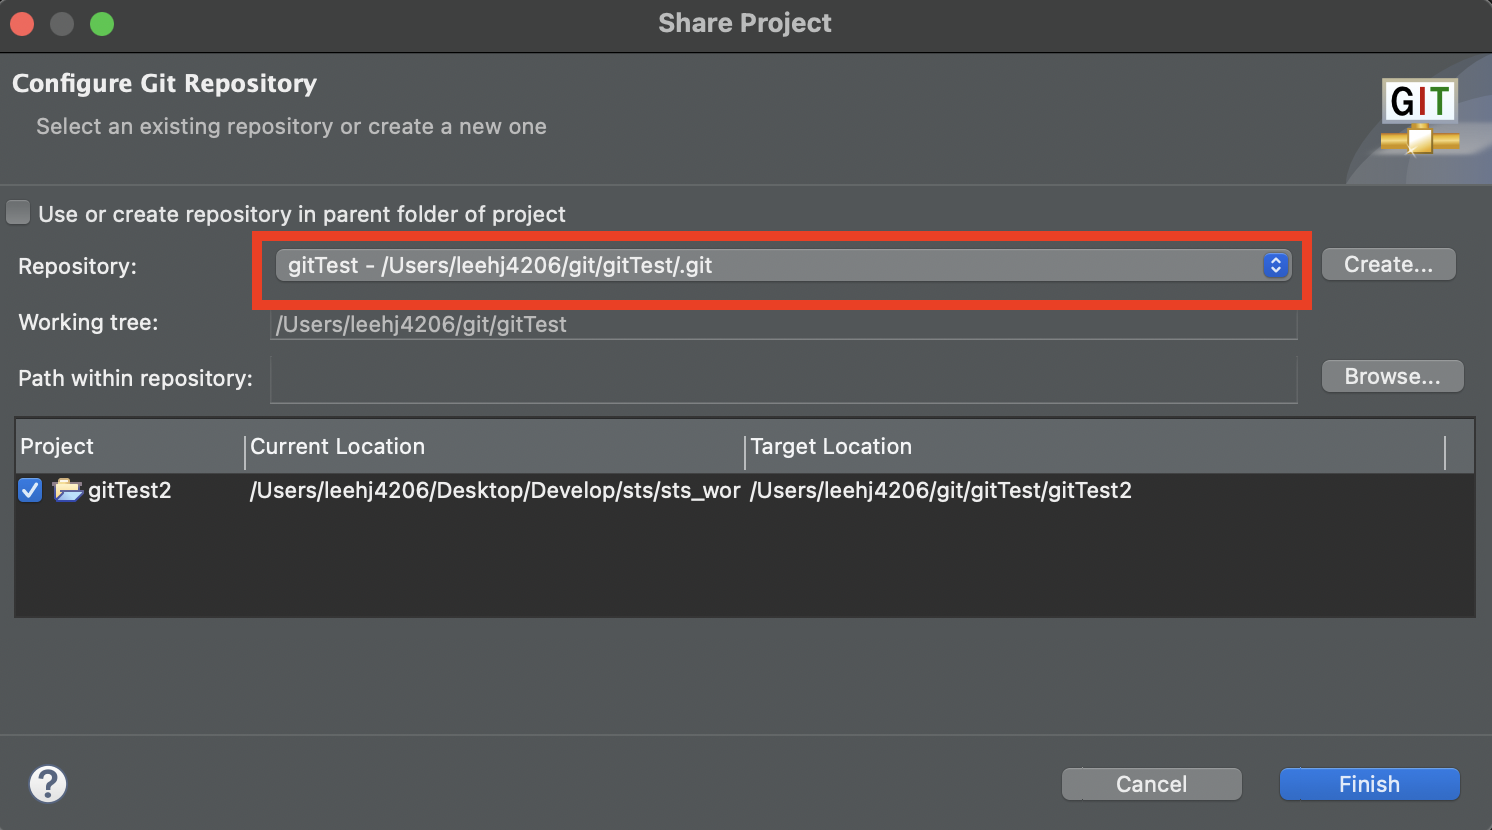 Share Project
Configure Git Repository
Select an existing repository or create a new one
GIT
Use or create repository in parent folder of project
Repository: gitTest - /Users/leehj4206/git/gitTest/.git Create...
Working tree: /Users/leehj4206/git/gitTest
Path within repository: Browse...
Project Current Location Target Location
gitTest2 /Users/leehj4206/Desktop/Develop/sts/sts_wor /Users/leehj4206/git/gitTest/gitTest2
? Cancel Finish